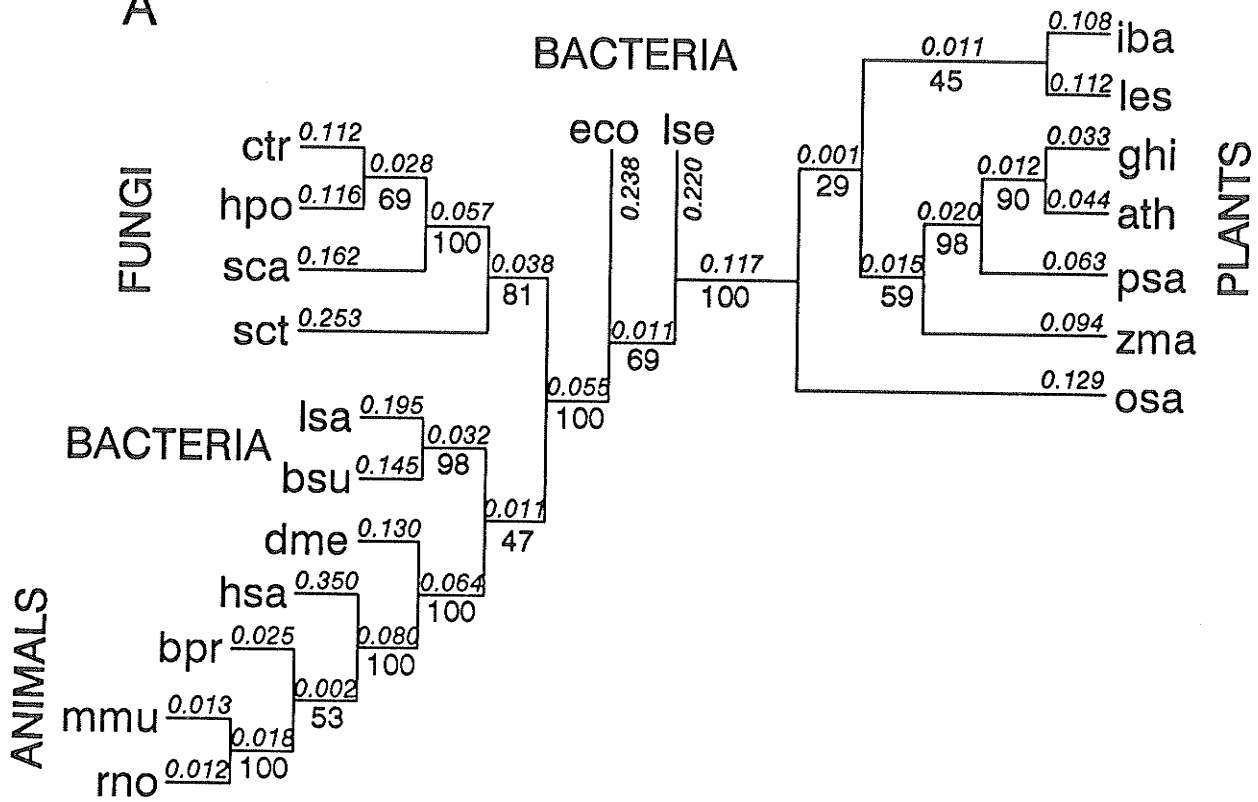 A
BACTERIA
FUNGI
ctr 0.112
hpo 0.116
0.028
69
sca 0.162
0.057
100
sct 0.253
0.038
81
BACTERIA
lsa 0.195
bsu 0.145
0.032
98
0.011
47
0.055
100
ANIMALS
dme 0.130
hsa 0.350
bpr 0.025
mmu 0.013
rno 0.012
0.018
100
0.002
53
0.080
100
0.064
100
eco
0.238
lse
0.220
0.011
69
0.117
100
PLANTS
0.108 iba
0.112 les
0.011
45
0.001
29
0.033 ghi
0.044 ath
0.012
90
0.020
98
0.063 psa
0.015
59
0.094 zma
0.129 osa